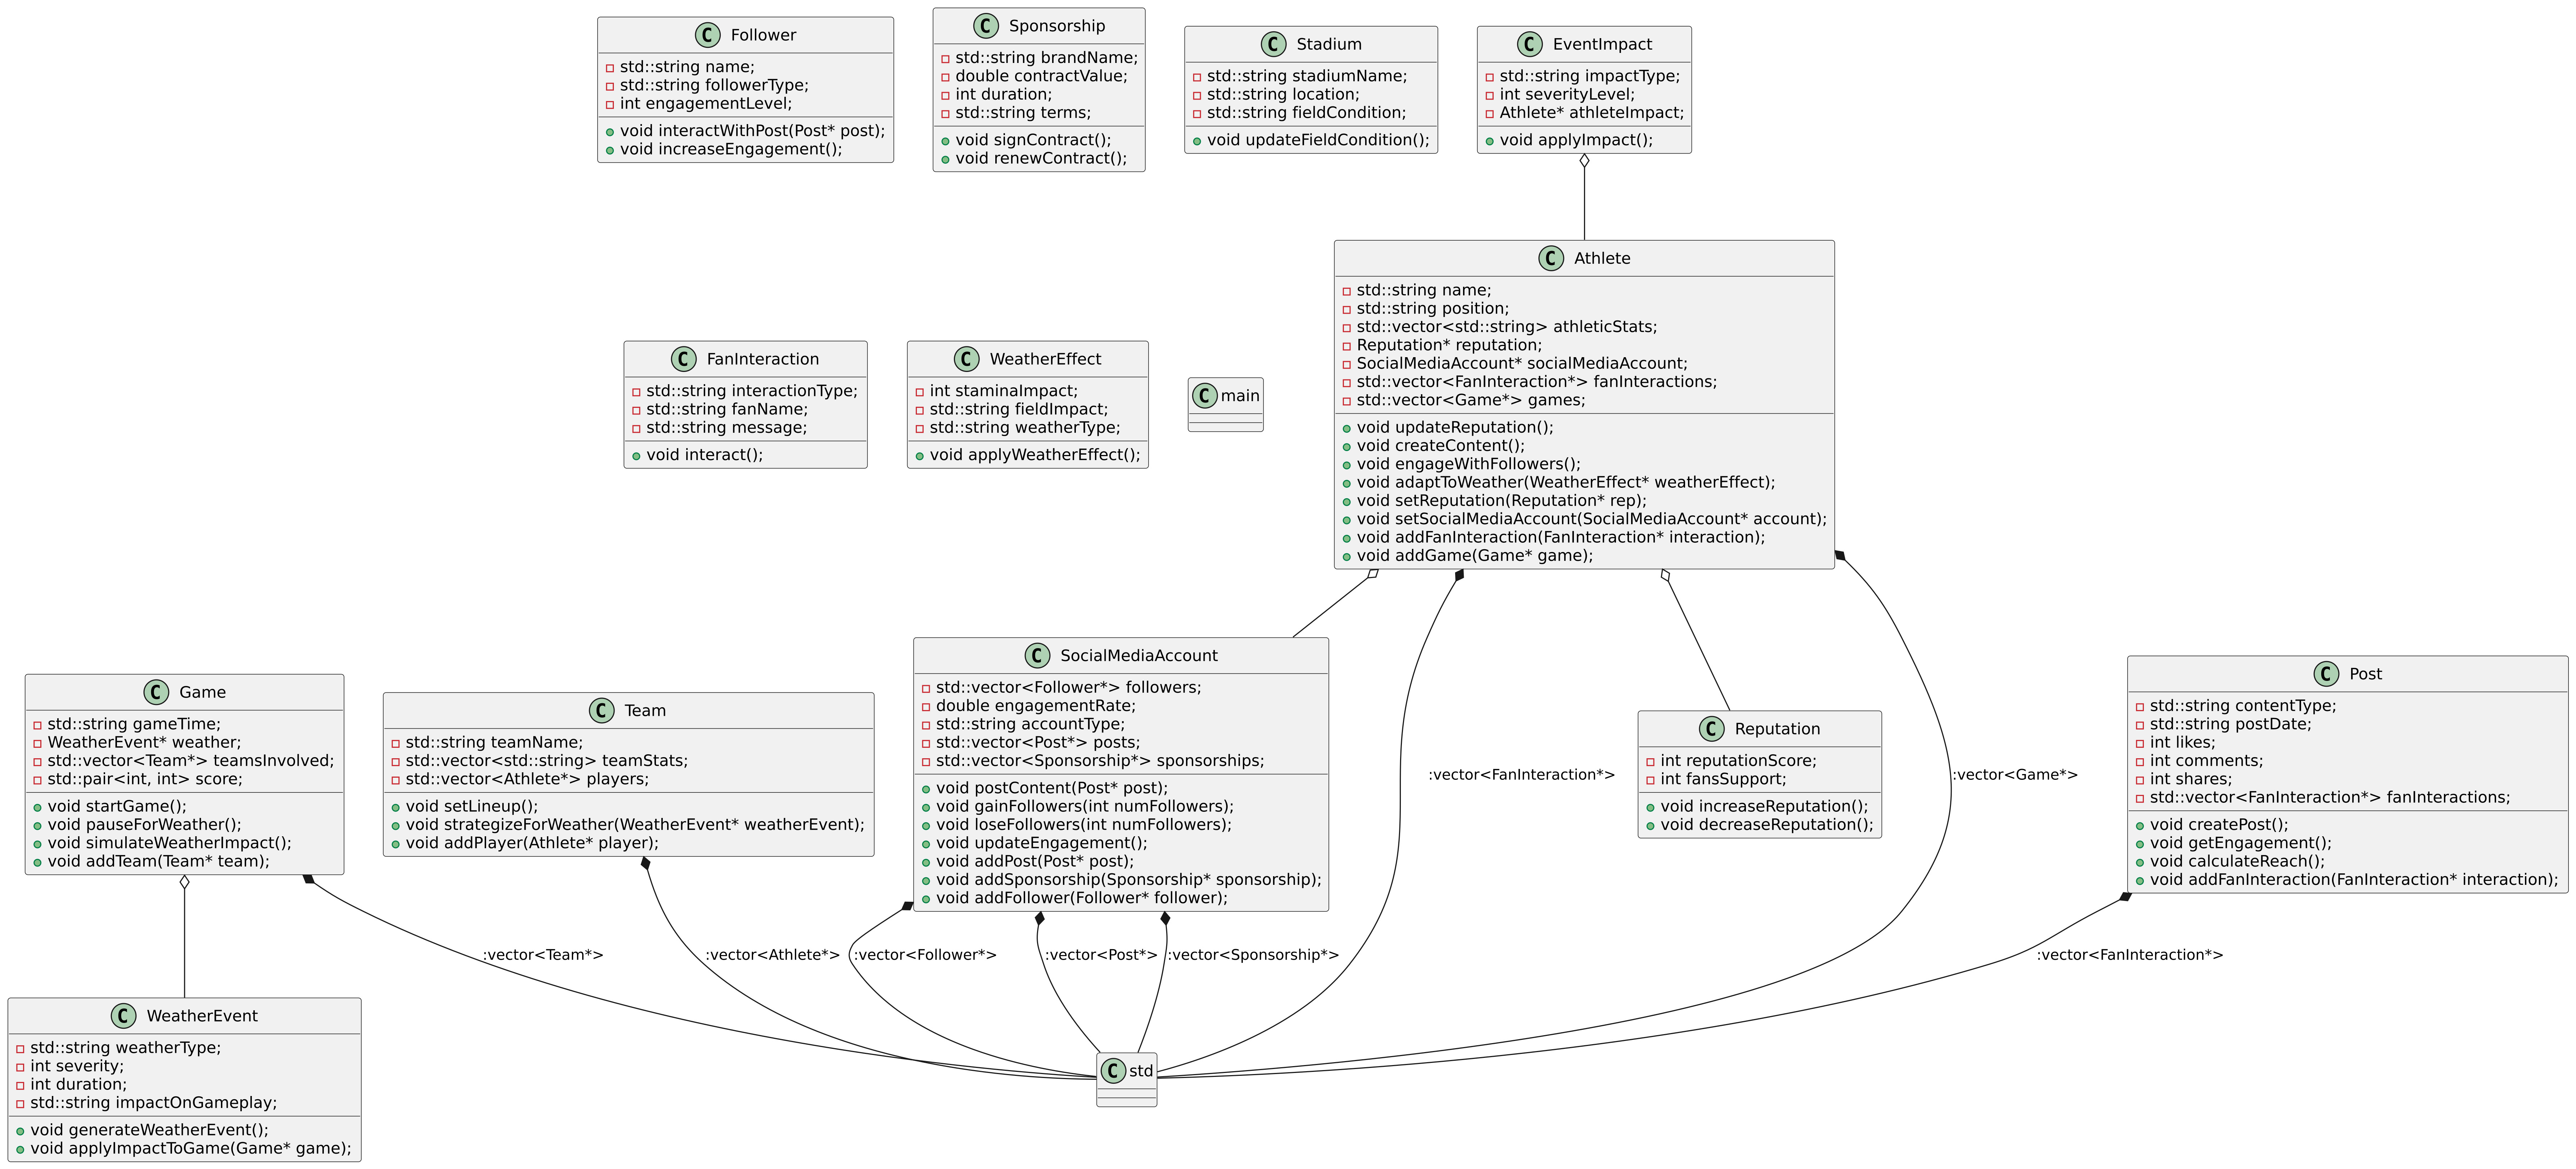 C Follower
std::string name;
std::string followerType;
int engagementLevel;
void interactWithPost(Post* post);
void increaseEngagement();
C Sponsorship
std::string brandName;
double contractValue;
int duration;
std::string terms;
void signContract();
void renewContract();
C Stadium
std::string stadiumName;
std::string location;
std::string fieldCondition;
void updateFieldCondition();
C EventImpact
std::string impactType;
int severityLevel;
Athlete* athleteImpact;
void applyImpact();
C Athlete
std::string name;
std::string position;
std::vector<std::string> athleticStats;
Reputation* reputation;
SocialMediaAccount* socialMediaAccount;
std::vector<FanInteraction*> fanInteractions;
std::vector<Game*> games;
void updateReputation();
void createContent();
void engageWithFollowers();
void adaptToWeather(WeatherEffect* weatherEffect);
void setReputation(Reputation* rep);
void setSocialMediaAccount(SocialMediaAccount* account);
void addFanInteraction(FanInteraction* interaction);
void addGame(Game* game);
C FanInteraction
std::string interactionType;
std::string fanName;
std::string message;
void interact();
C WeatherEffect
int staminaImpact;
std::string fieldImpact;
std::string weatherType;
void applyWeatherEffect();
C main
C Game
std::string gameTime;
WeatherEvent* weather;
std::vector<Team*> teamsInvolved;
std::pair<int, int> score;
void startGame();
void pauseForWeather();
void simulateWeatherImpact();
void addTeam(Team* team);
C Team
std::string teamName;
std::vector<std::string> teamStats;
std::vector<Athlete*> players;
void setLineup();
void strategizeForWeather(WeatherEvent* weatherEvent);
void addPlayer(Athlete* player);
C SocialMediaAccount
std::vector<Follower*> followers;
double engagementRate;
std::string accountType;
std::vector<Post*> posts;
std::vector<Sponsorship*> sponsorships;
void postContent(Post* post);
void gainFollowers(int numFollowers);
void loseFollowers(int numFollowers);
void updateEngagement();
void addPost(Post* post);
void addSponsorship(Sponsorship* sponsorship);
void addFollower(Follower* follower);
:vector<FanInteraction*>
C Reputation
int reputationScore;
int fansSupport;
void increaseReputation();
void decreaseReputation();
:vector<Game*>
C Post
std::string contentType;
std::string postDate;
int likes;
int comments;
int shares;
std::vector<FanInteraction*> fanInteractions;
void createPost();
void getEngagement();
void calculateReach();
void addFanInteraction(FanInteraction* interaction);
:vector<Team*>
:vector<Athlete*>
:vector<Follower*>
:vector<Post*>
:vector<Sponsorship*>
:vector<FanInteraction*>
C WeatherEvent
std::string weatherType;
int severity;
int duration;
std::string impactOnGameplay;
void generateWeatherEvent();
void applyImpactToGame(Game* game);
C std